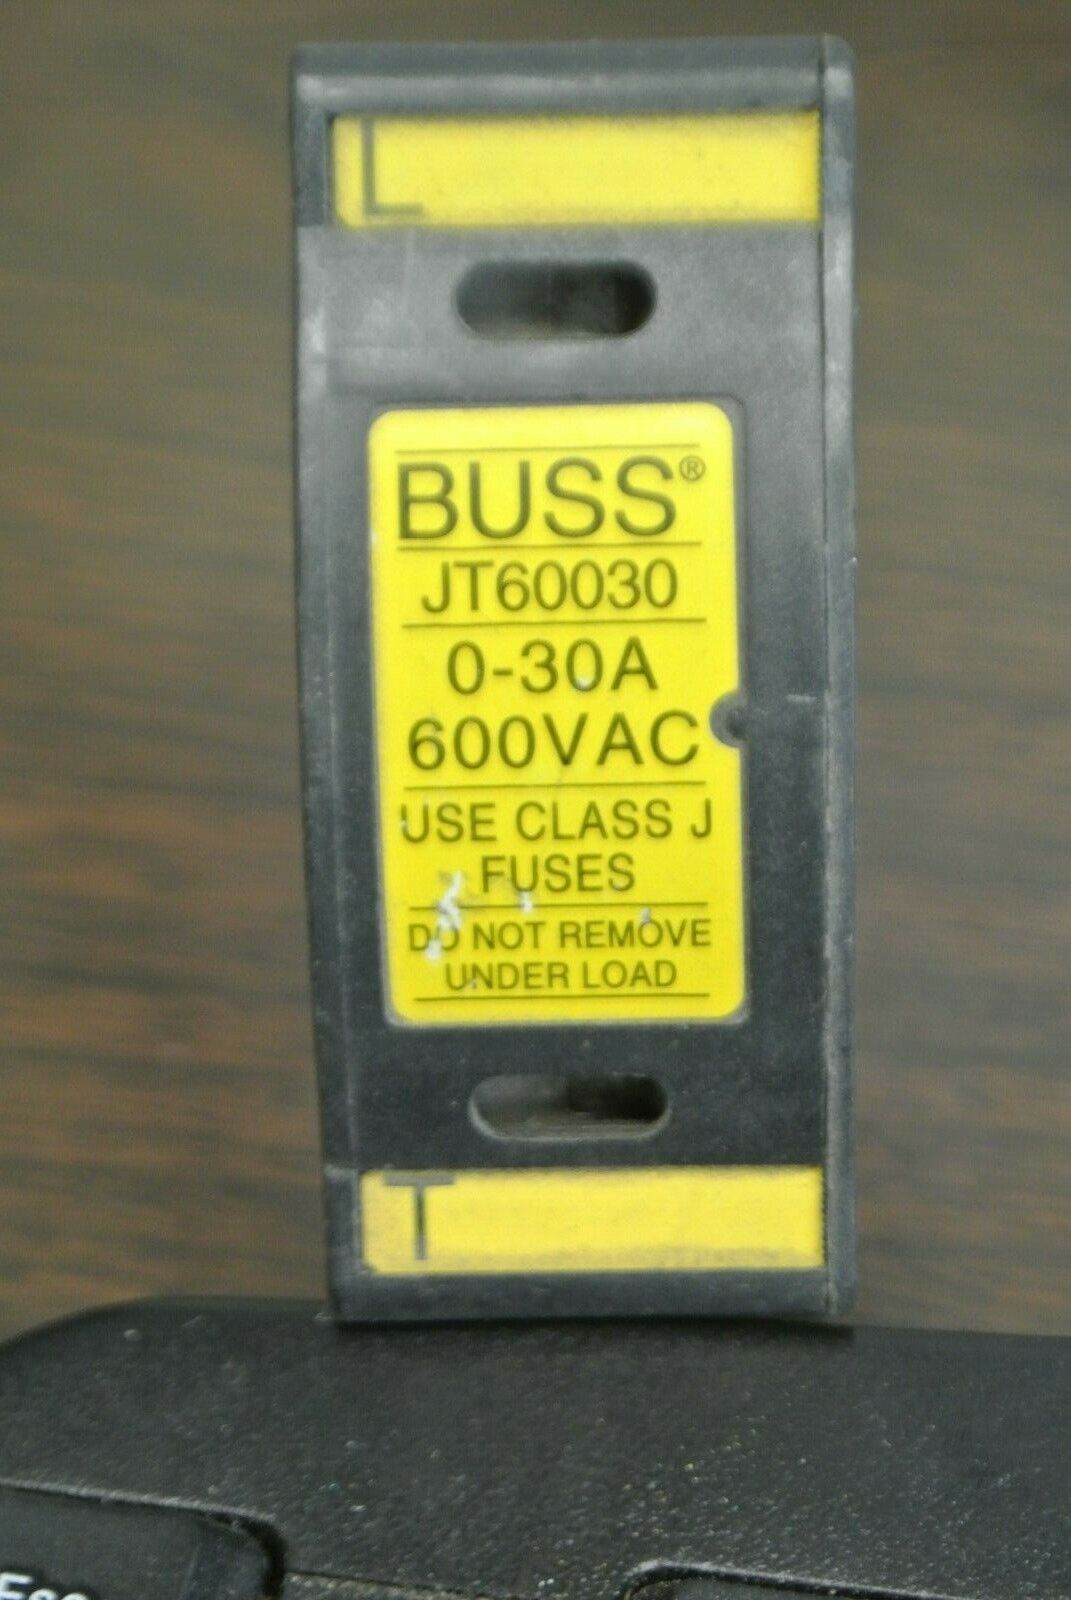 L
BUSS®
JT60030
0-30A
600VAC
USE CLASS J
FUSES
DO NOT REMOVE
UNDER LOAD
T